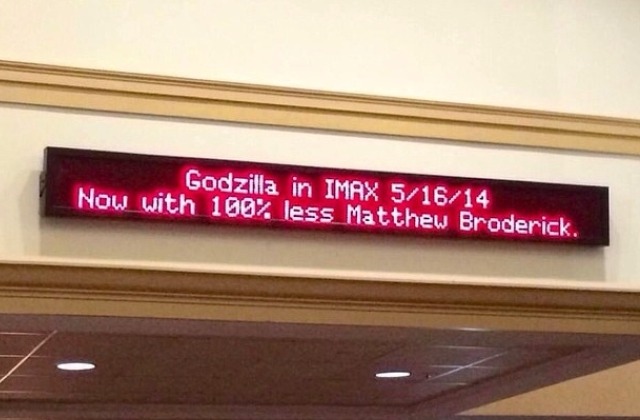 Godzilla in IMAX 5/16/14
Now with 100% less Matthew Broderick.